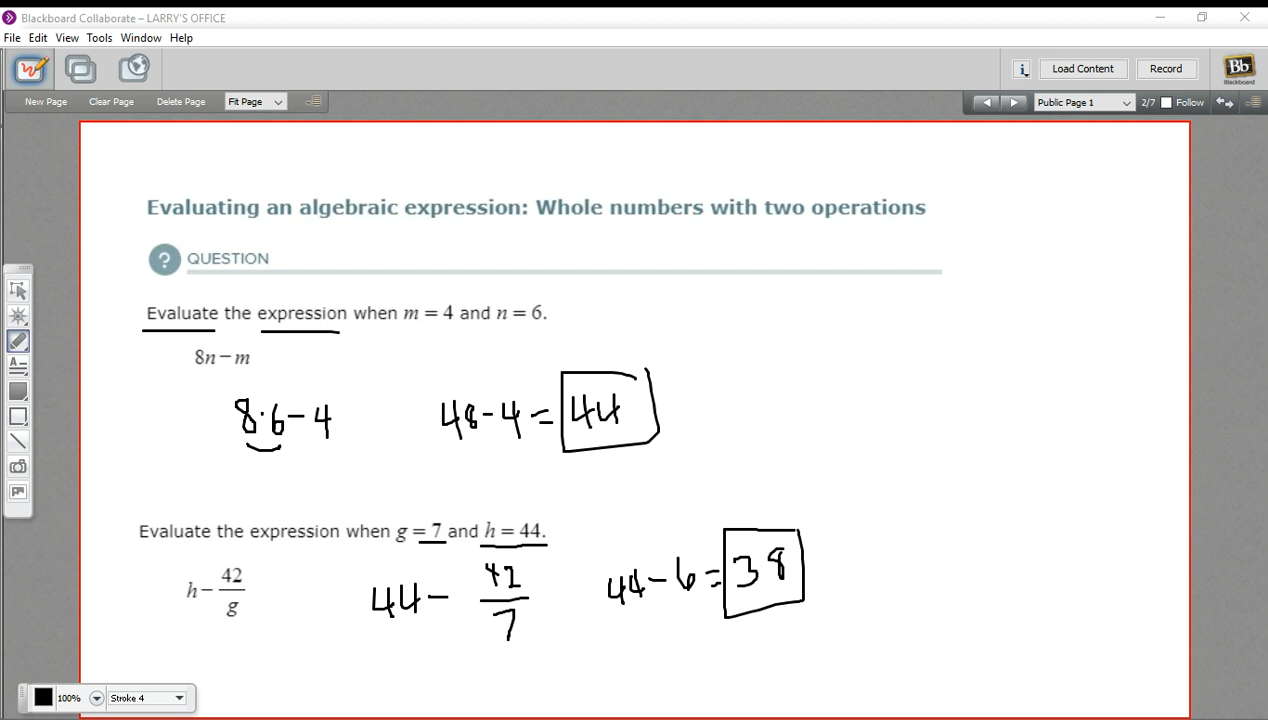 Blackboard Collaborate – LARRY'S OFFICE
File Edit View Tools Window Help
Load Content Record Bb Blackboard
New Page Clear Page Delete Page Fit Page Public Page 1 2/7 Follow
Evaluating an algebraic expression: Whole numbers with two operations
? QUESTION
Evaluate the expression when m = 4 and n = 6.
8n − m
8·6 − 4 48 − 4 = 44
Evaluate the expression when g = 7 and h = 44.
h − 42/g 44 − 42/7 44 − 6 = 38
100% Stroke 4